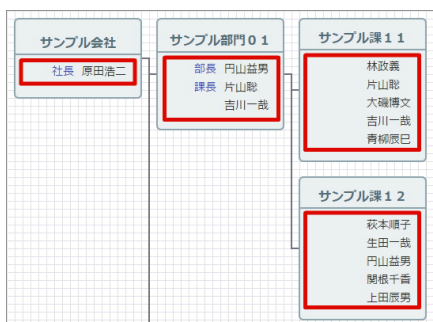 サンプル会社
社長 原田浩二
サンプル部門０１
部長 円山益男
課長 片山聡
吉川一哉
サンプル課１１
林政義
片山聡
大磯博文
吉川一哉
青柳辰巳
サンプル課１２
萩本順子
生田一哉
円山益男
関根千香
上田辰男